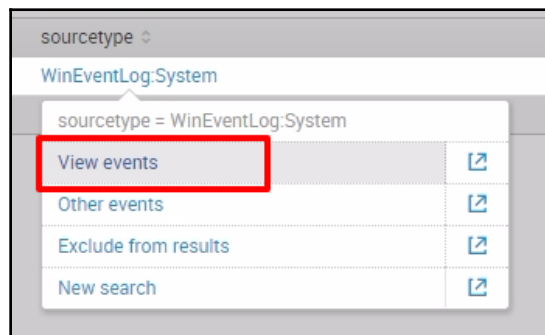 sourcetype
WinEventLog:System
sourcetype = WinEventLog:System
View events
Other events
Exclude from results
New search